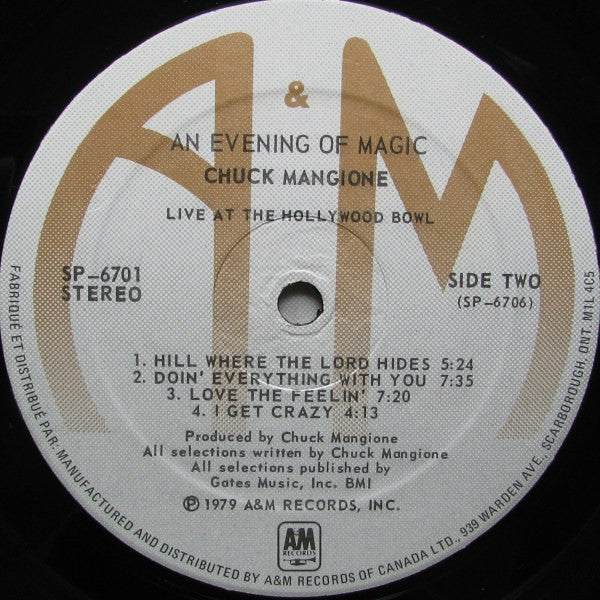 A & M
AN EVENING OF MAGIC
CHUCK MANGIONE
LIVE AT THE HOLLYWOOD BOWL
SP-6701
STEREO
SIDE TWO
(SP-6706)
1. HILL WHERE THE LORD HIDES 5:24
2. DOIN' EVERYTHING WITH YOU 7:35
3. LOVE THE FEELIN' 7:20
4. I GET CRAZY 4:13
Produced by Chuck Mangione
All selections written by Chuck Mangione
All selections published by
Gates Music, Inc. BMI
℗ 1979 A&M RECORDS, INC.
AM
RECORDS
FABRIQUÉ ET DISTRIBUÉ PAR: MANUFACTURED AND DISTRIBUTED BY A&M RECORDS OF CANADA LTD., 939 WARDEN AVE., SCARBOROUGH, ONT. M1L 4C5